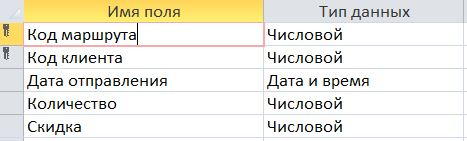 Имя поля Тип данных
Код маршрута Числовой
Код клиента Числовой
Дата отправления Дата и время
Количество Числовой
Скидка Числовой